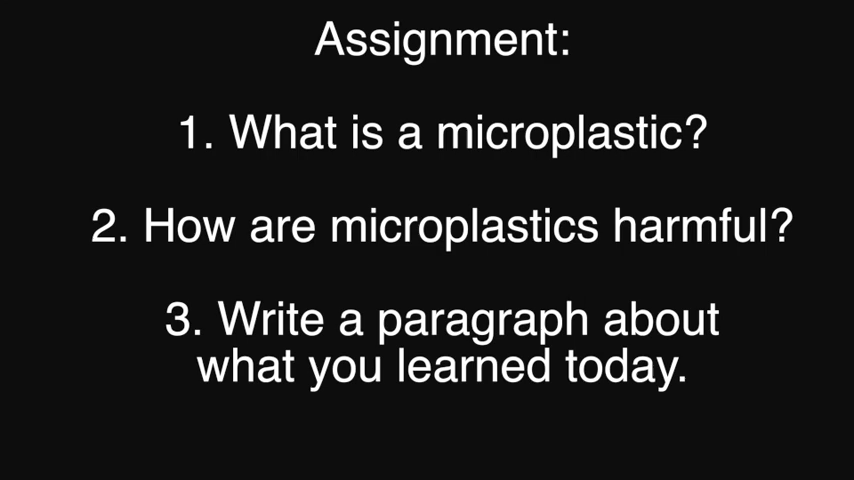 Assignment:
1. What is a microplastic?
2. How are microplastics harmful?
3. Write a paragraph about
what you learned today.